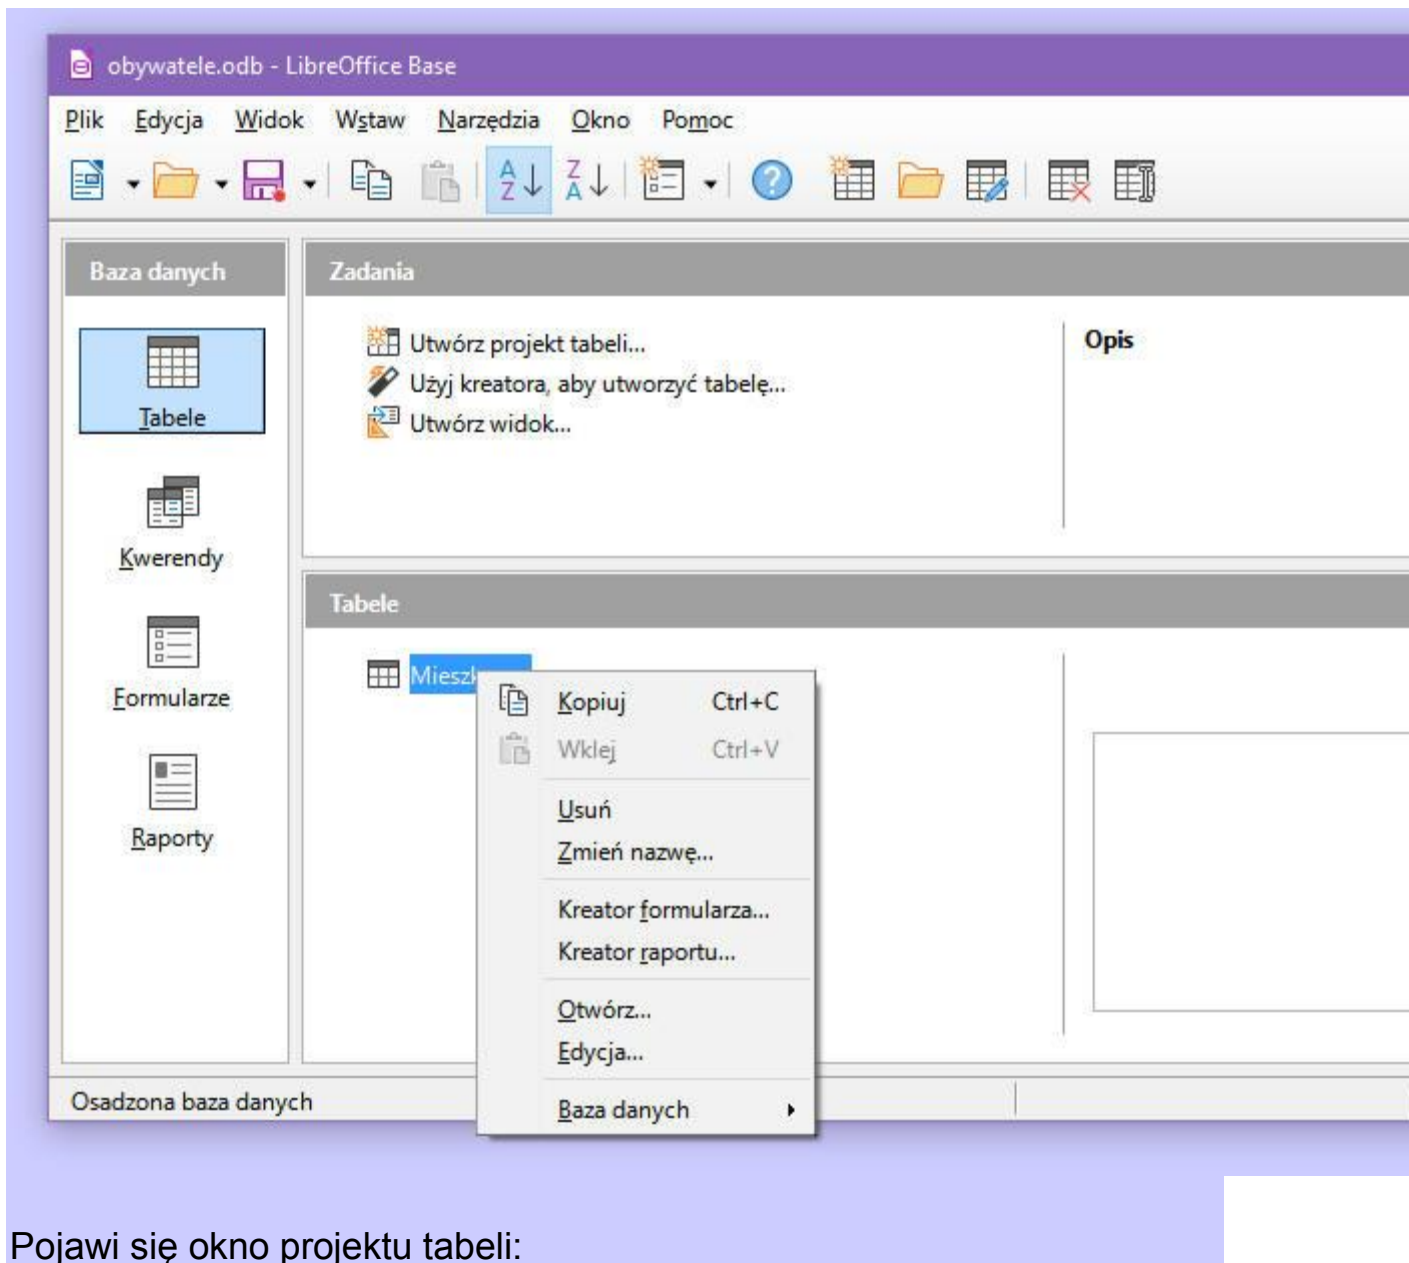 obywatele.odb - LibreOffice Base
Plik Edycja Widok Wstaw Narzędzia Okno Pomoc
Baza danych
Zadania
Utwórz projekt tabeli...
Użyj kreatora, aby utworzyć tabelę...
Utwórz widok...
Opis
Tabele
Kwerendy
Formularze
Raporty
Tabele
Kopiuj Ctrl+C
Wklej Ctrl+V
Usuń
Zmień nazwę...
Kreator formularza...
Kreator raportu...
Otwórz...
Edycja...
Baza danych
Osadzona baza danych
Pojawi się okno projektu tabeli: